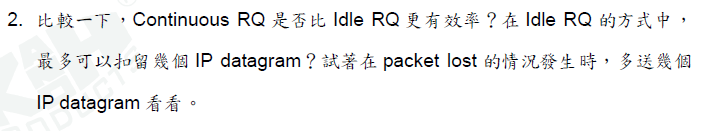 2. 比較一下，Continuous RQ 是否比 Idle RQ 更有效率？在 Idle RQ 的方式中，
最多可以扣留幾個 IP datagram？試著在 packet lost 的情況發生時，多送幾個
IP datagram 看看。